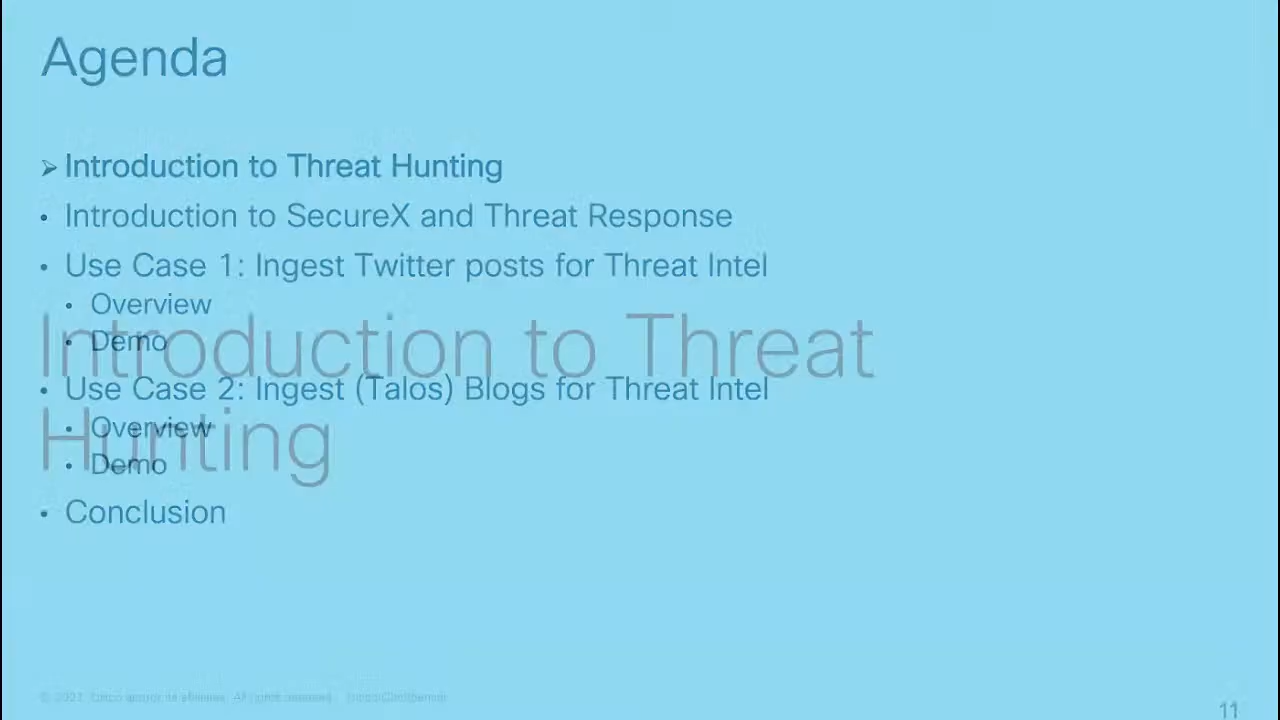 Agenda
➢ Introduction to Threat Hunting
• Introduction to SecureX and Threat Response
• Use Case 1: Ingest Twitter posts for Threat Intel
• Overview
• Demo
• Use Case 2: Ingest (Talos) Blogs for Threat Intel
• Overview
• Demo
• Conclusion
Introduction to Threat
Hunting
11